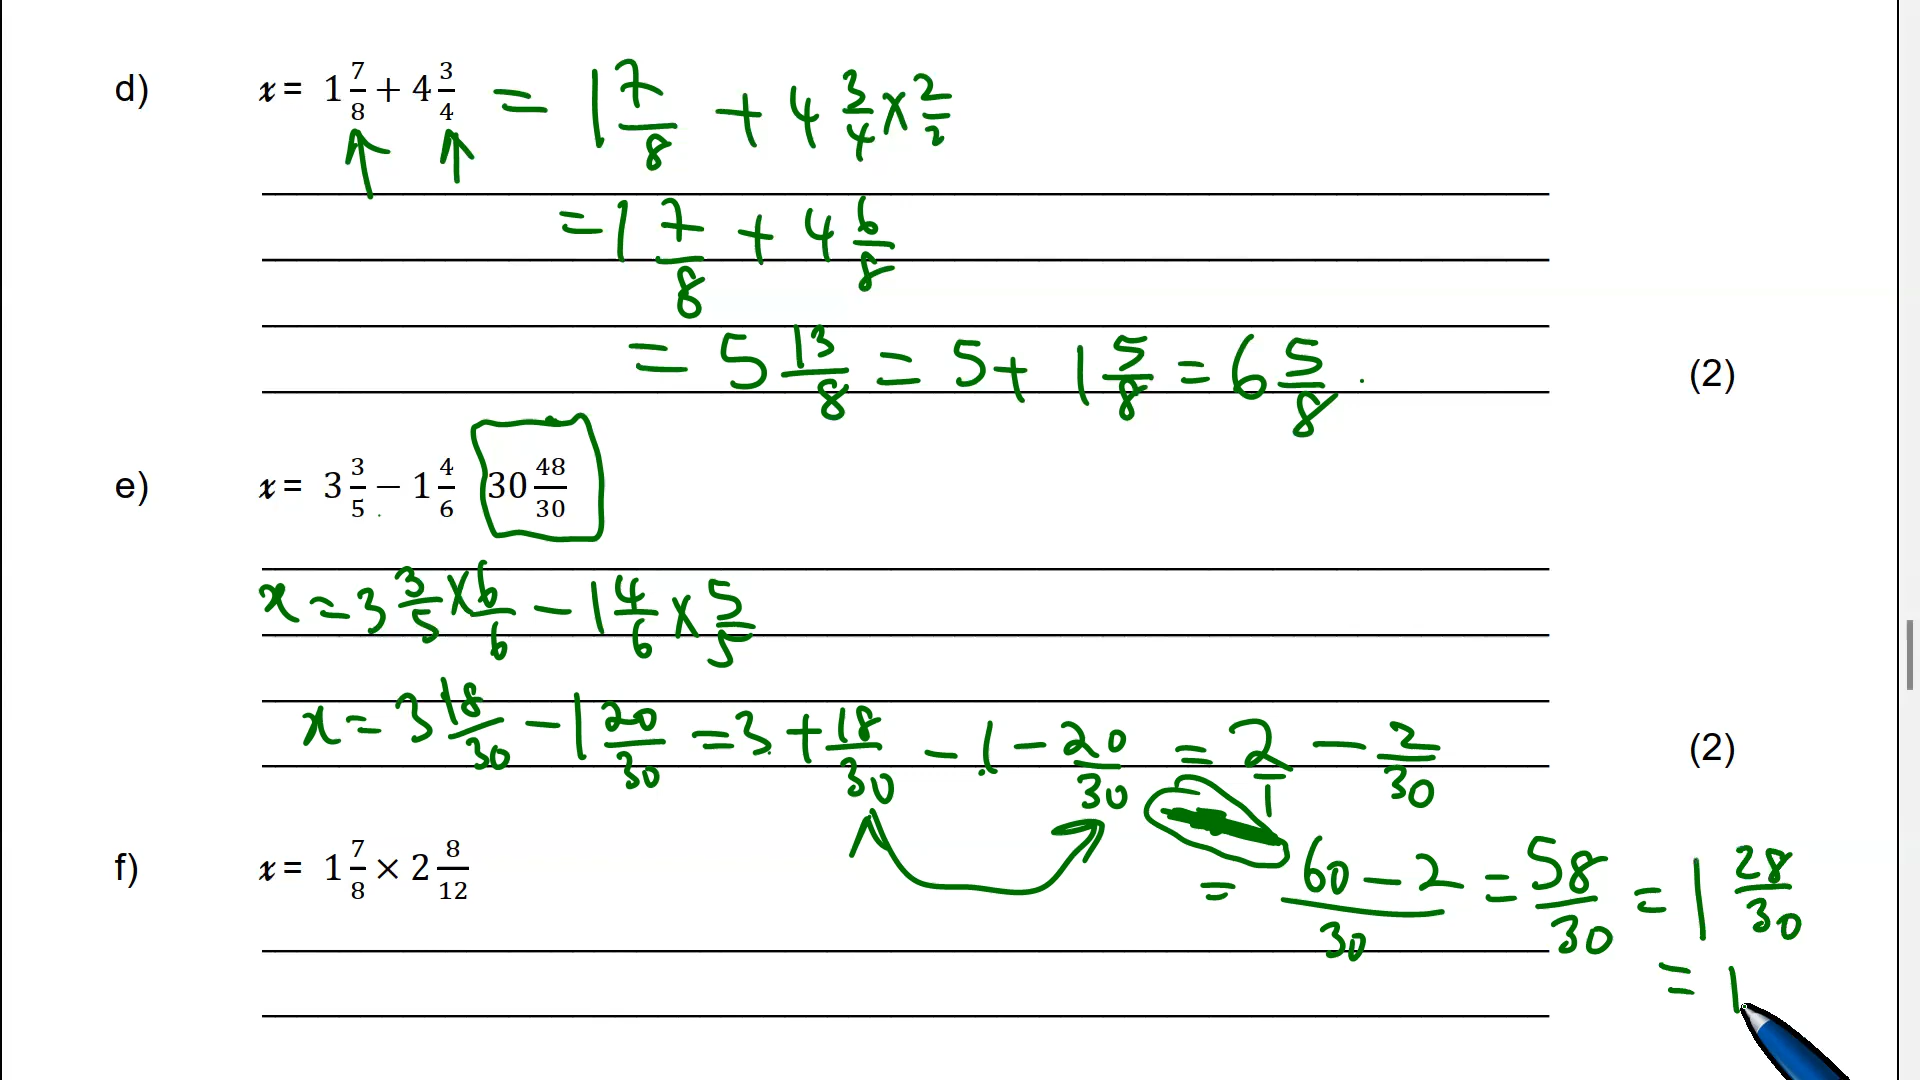 d) x = 1 7/8 + 4 3/4 = 1 7/8 + 4 3/4 × 2/2
= 1 7/8 + 4 6/8
= 5 13/8 = 5 + 1 5/8 = 6 5/8 . (2)
e) x = 3 3/5 − 1 4/6 30 48/30
x = 3 3/5 × 6/6 − 1 4/6 × 5/5
x = 3 18/30 − 1 20/30 = 3 + 18/30 − 1 − 20/30 = 2/1 − 2/30 (2)
= (60 − 2)/30 = 58/30 = 1 28/30
f) x = 1 7/8 × 2 8/12
= 1